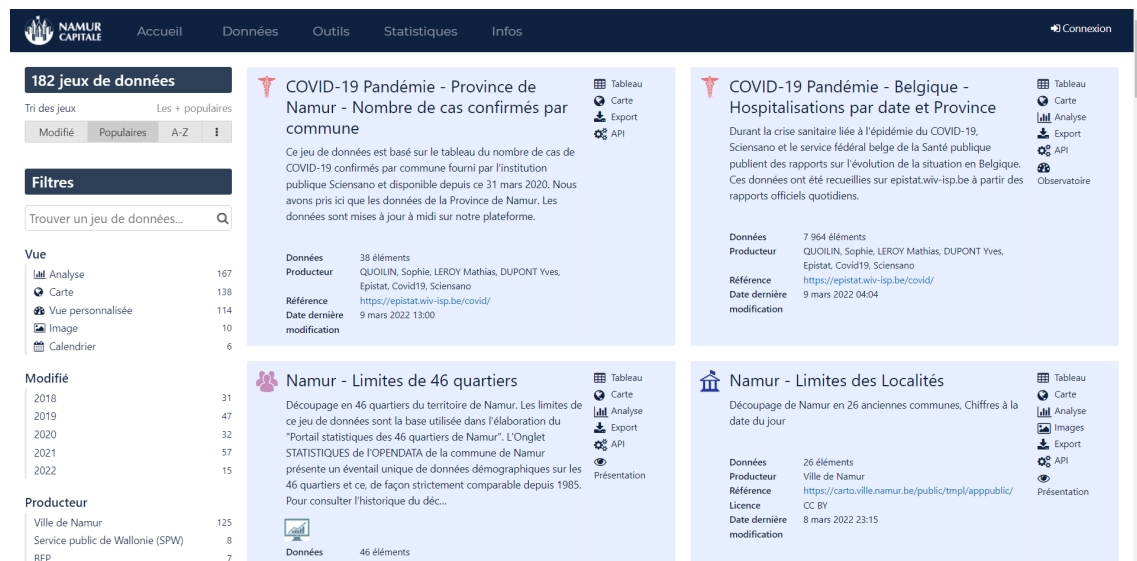 NAMUR
CAPITALE
Accueil
Données
Outils
Statistiques
Infos
Connexion
182 jeux de données
Tri des jeux
Les + populaires
Modifié
Populaires
A-Z
Filtres
Trouver un jeu de données...
Vue
Analyse 167
Carte 138
Vue personnalisée 114
Image 10
Calendrier 6
Modifié
2018 31
2019 47
2020 32
2021 57
2022 15
Producteur
Ville de Namur 125
Service public de Wallonie (SPW) 8
BEP 7
COVID-19 Pandémie - Province de
Namur - Nombre de cas confirmés par
commune
Ce jeu de données est basé sur le tableau du nombre de cas de
COVID-19 confirmés par commune fourni par l'institution
publique Sciensano et disponible depuis ce 31 mars 2020. Nous
avons pris ici que les données de la Province de Namur. Les
données sont mises à jour à midi sur notre plateforme.
Données 38 éléments
Producteur QUOILIN, Sophie, LEROY Mathias, DUPONT Yves,
Epistat, Covid19, Sciensano
Référence https://epistat.wiv-isp.be/covid/
Date dernière 9 mars 2022 13:00
modification
Tableau
Carte
Export
API
COVID-19 Pandémie - Belgique -
Hospitalisations par date et Province
Durant la crise sanitaire liée à l'épidémie du COVID-19,
Sciensano et le service fédéral belge de la Santé publique
publient des rapports sur l'évolution de la situation en Belgique.
Ces données ont été recueillies sur epistat.wiv-isp.be à partir des
rapports officiels quotidiens.
Données 7 964 éléments
Producteur QUOILIN, Sophie, LEROY Mathias, DUPONT Yves,
Epistat, Covid19, Sciensano
Référence https://epistat.wiv-isp.be/covid/
Date dernière 9 mars 2022 04:04
modification
Tableau
Carte
Analyse
Export
API
Observatoire
Namur - Limites de 46 quartiers
Découpage en 46 quartiers du territoire de Namur. Les limites de
ce jeu de données sont la base utilisée dans l'élaboration du
"Portail statistiques des 46 quartiers de Namur". L'Onglet
STATISTIQUES de l'OPENDATA de la commune de Namur
présente un éventail unique de données démographiques sur les
46 quartiers et ce, de façon strictement comparable depuis 1985.
Pour consulter l'historique du déc...
Données 46 éléments
Tableau
Carte
Analyse
Export
API
Présentation
Namur - Limites des Localités
Découpage de Namur en 26 anciennes communes, Chiffres à la
date du jour
Données 26 éléments
Producteur Ville de Namur
Référence https://carto.ville.namur.be/public/tmpl/apppublic/
Licence CC BY
Date dernière 8 mars 2022 23:15
modification
Tableau
Carte
Analyse
Images
Export
API
Présentation